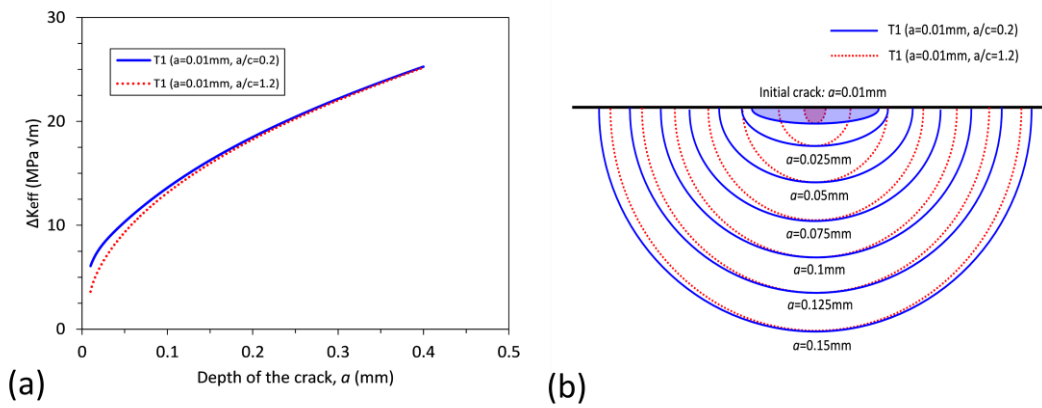 30
20
10
0
0
0.1
0.2
0.3
0.4
0.5
ΔKeff (MPa √m)
Depth of the crack, a (mm)
T1 (a=0.01mm, a/c=0.2)
T1 (a=0.01mm, a/c=1.2)
(a)
T1 (a=0.01mm, a/c=0.2)
T1 (a=0.01mm, a/c=1.2)
Initial crack: a=0.01mm
a=0.025mm
a=0.05mm
a=0.075mm
a=0.1mm
a=0.125mm
a=0.15mm
(b)